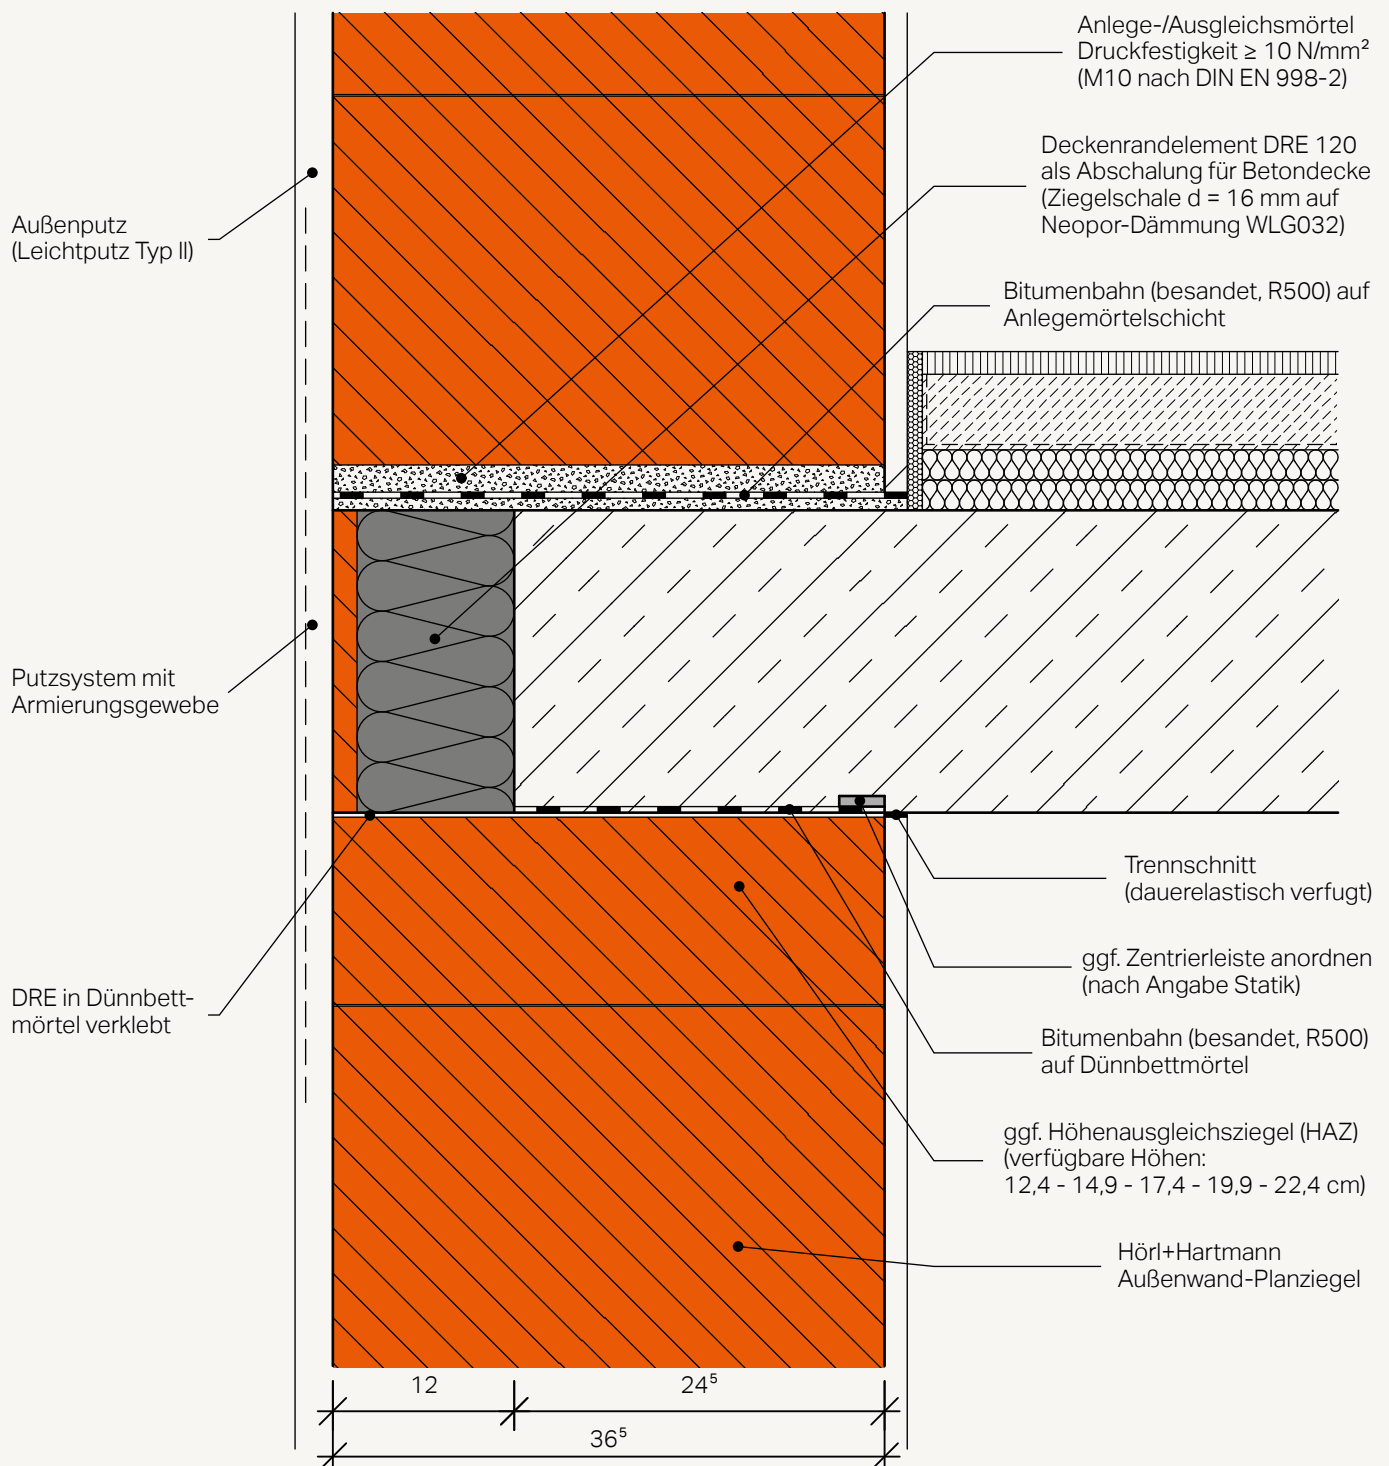 Anlege-/Ausgleichsmörtel
Druckfestigkeit ≥ 10 N/mm²
(M10 nach DIN EN 998-2)
Deckenrandelement DRE 120
als Abschalung für Betondecke
(Ziegelschale d = 16 mm auf
Neopor-Dämmung WLG032)
Außenputz
(Leichtputz Typ II)
Bitumenbahn (besandet, R500) auf
Anlegemörtelschicht
Putzsystem mit
Armierungsgewebe
Trennschnitt
(dauerelastisch verfugt)
ggf. Zentrierleiste anordnen
(nach Angabe Statik)
DRE in Dünnbett-
mörtel verklebt
Bitumenbahn (besandet, R500)
auf Dünnbettmörtel
ggf. Höhenausgleichsziegel (HAZ)
(verfügbare Höhen:
12,4 - 14,9 - 17,4 - 19,9 - 22,4 cm)
Hörl+Hartmann
Außenwand-Planziegel
12 24⁵
36⁵